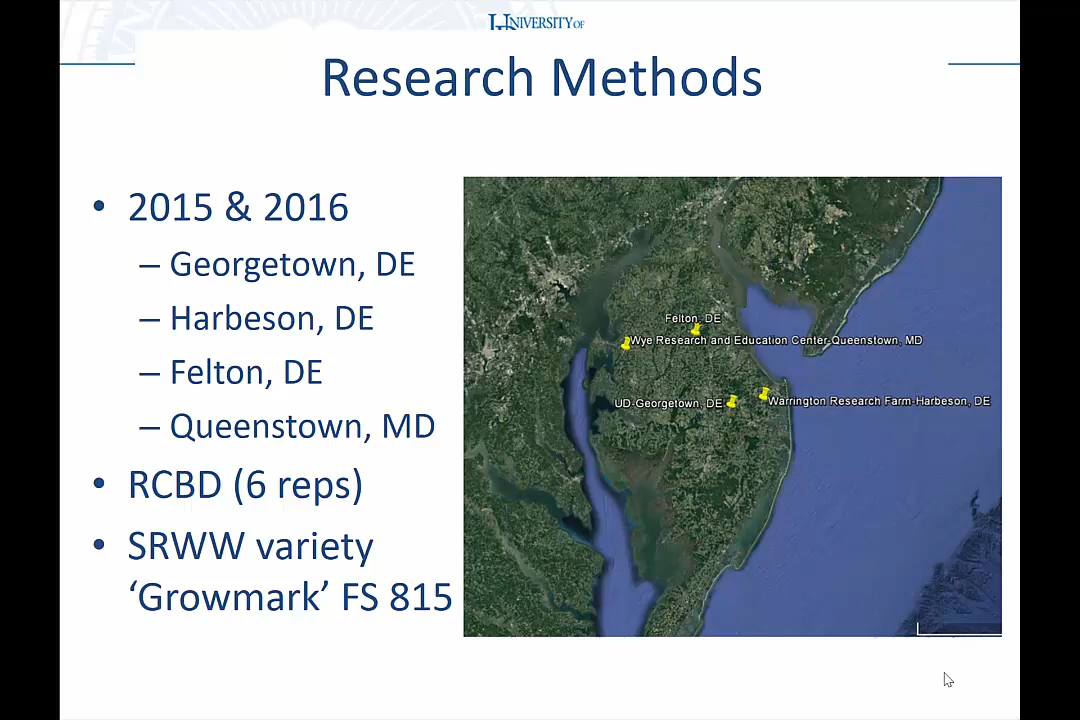 UNIVERSITY OF
Research Methods
• 2015 & 2016
– Georgetown, DE
– Harbeson, DE
– Felton, DE
– Queenstown, MD
• RCBD (6 reps)
• SRWW variety
‘Growmark’ FS 815
Felton, DE
Wye Research and Education Center-Queenstown, MD
UD-Georgetown, DE
Warrington Research Farm-Harbeson, DE